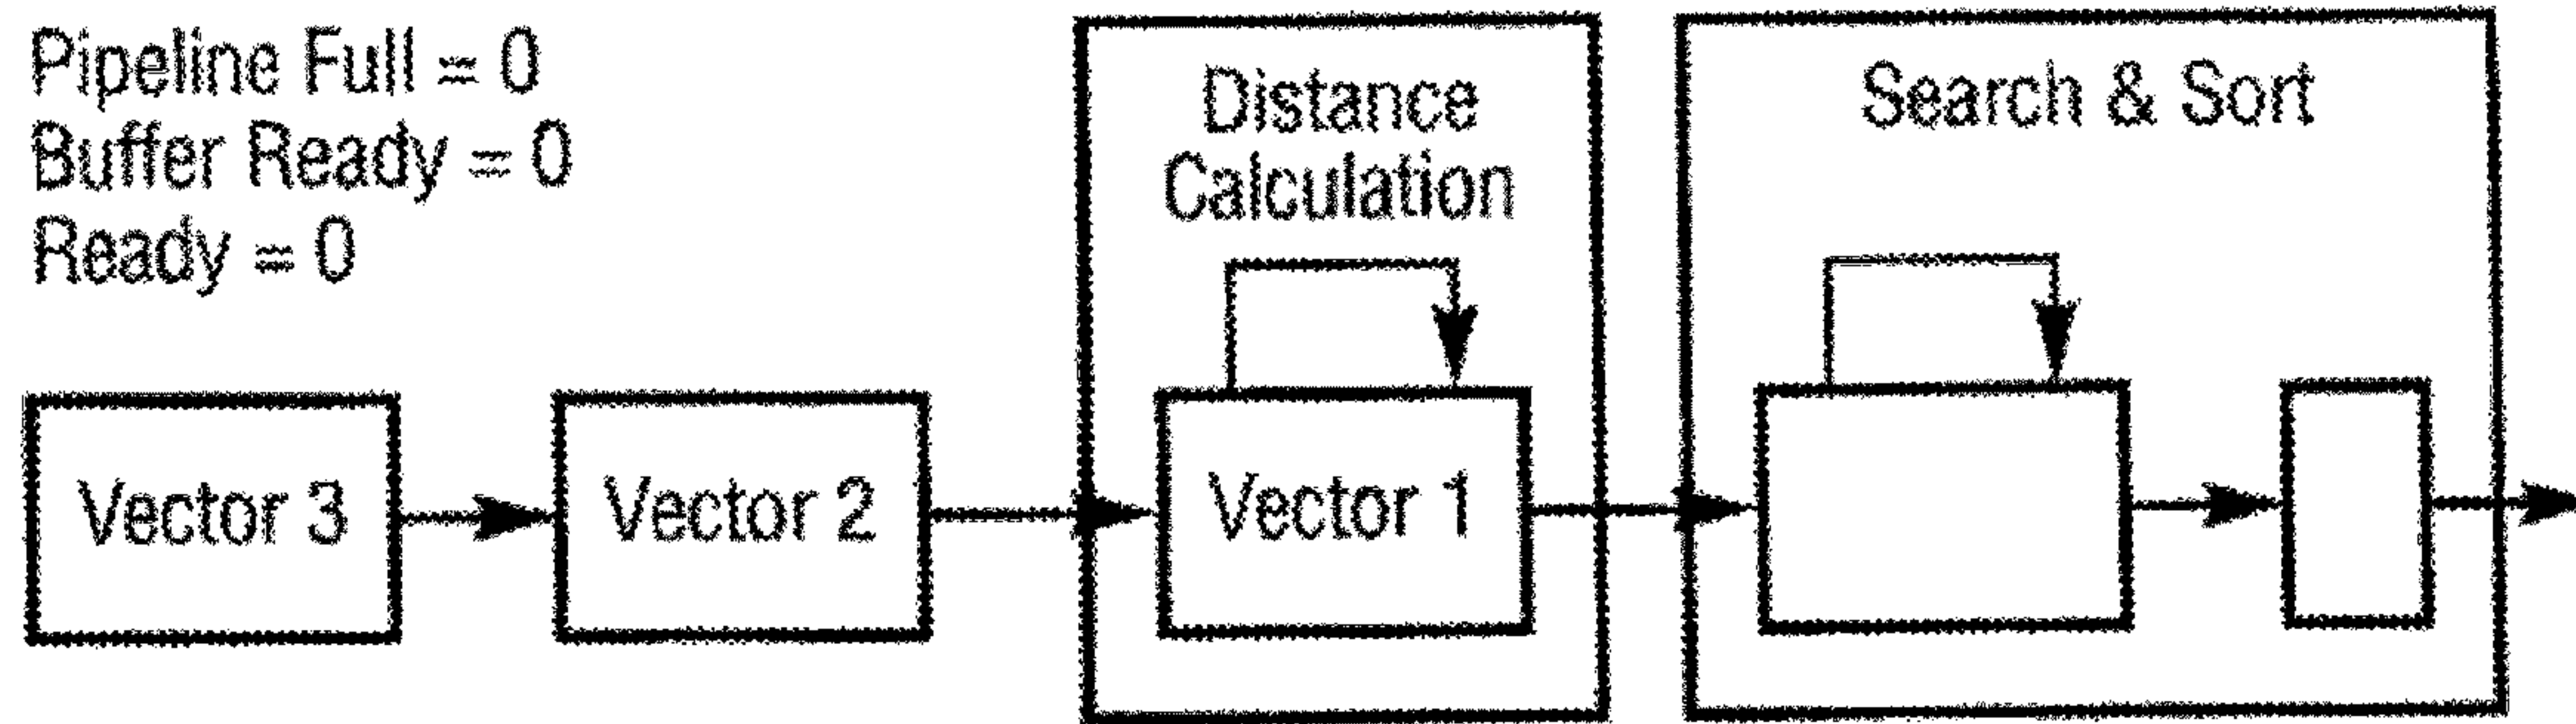 Pipeline Full = 0
Buffer Ready = 0
Ready = 0
Distance
Calculation
Search & Sort
Vector 3
Vector 2
Vector 1